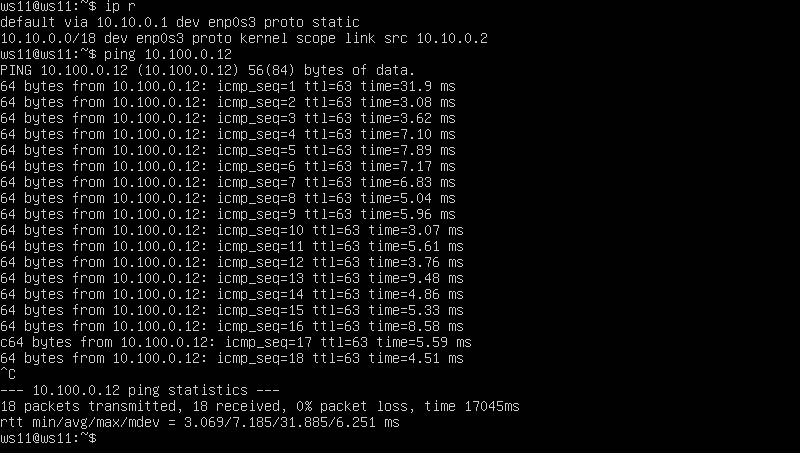 ws11@ws11:~$ ip r
default via 10.10.0.1 dev enp0s3 proto static
10.10.0.0/18 dev enp0s3 proto kernel scope link src 10.10.0.2
ws11@ws11:~$ ping 10.100.0.12
PING 10.100.0.12 (10.100.0.12) 56(84) bytes of data.
64 bytes from 10.100.0.12: icmp_seq=1 ttl=63 time=31.9 ms
64 bytes from 10.100.0.12: icmp_seq=2 ttl=63 time=3.08 ms
64 bytes from 10.100.0.12: icmp_seq=3 ttl=63 time=3.62 ms
64 bytes from 10.100.0.12: icmp_seq=4 ttl=63 time=7.10 ms
64 bytes from 10.100.0.12: icmp_seq=5 ttl=63 time=7.89 ms
64 bytes from 10.100.0.12: icmp_seq=6 ttl=63 time=7.17 ms
64 bytes from 10.100.0.12: icmp_seq=7 ttl=63 time=6.83 ms
64 bytes from 10.100.0.12: icmp_seq=8 ttl=63 time=5.04 ms
64 bytes from 10.100.0.12: icmp_seq=9 ttl=63 time=5.96 ms
64 bytes from 10.100.0.12: icmp_seq=10 ttl=63 time=3.07 ms
64 bytes from 10.100.0.12: icmp_seq=11 ttl=63 time=5.61 ms
64 bytes from 10.100.0.12: icmp_seq=12 ttl=63 time=3.76 ms
64 bytes from 10.100.0.12: icmp_seq=13 ttl=63 time=9.48 ms
64 bytes from 10.100.0.12: icmp_seq=14 ttl=63 time=4.86 ms
64 bytes from 10.100.0.12: icmp_seq=15 ttl=63 time=5.33 ms
64 bytes from 10.100.0.12: icmp_seq=16 ttl=63 time=8.58 ms
c64 bytes from 10.100.0.12: icmp_seq=17 ttl=63 time=5.59 ms
64 bytes from 10.100.0.12: icmp_seq=18 ttl=63 time=4.51 ms
^C
--- 10.100.0.12 ping statistics ---
18 packets transmitted, 18 received, 0% packet loss, time 17045ms
rtt min/avg/max/mdev = 3.069/7.185/31.885/6.251 ms
ws11@ws11:~$